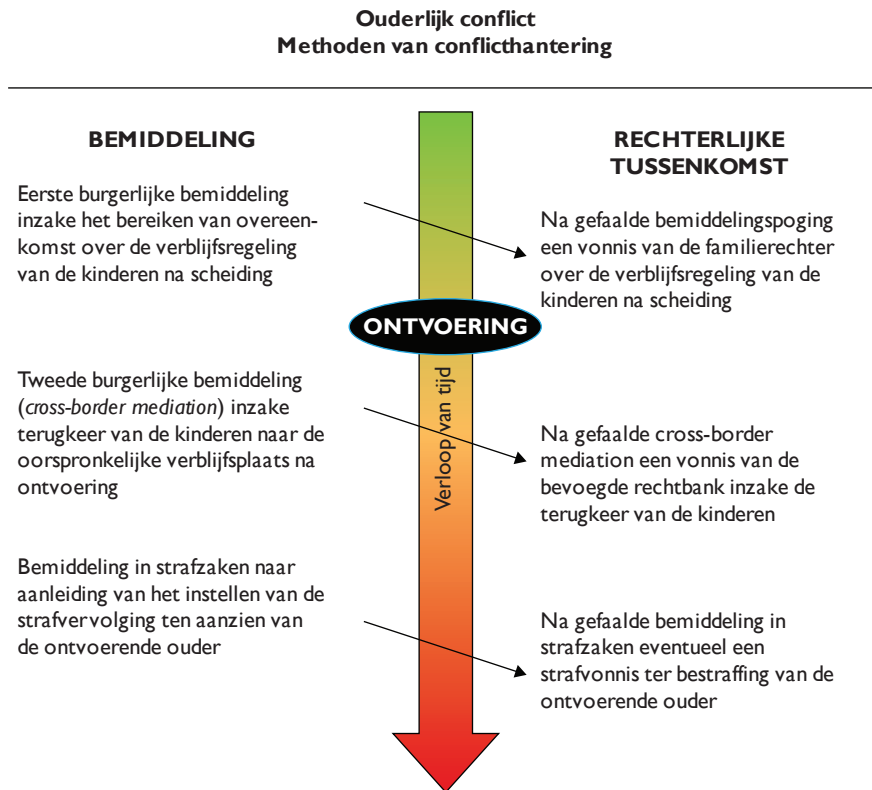 Ouderlijk conflict
Methoden van conflicthantering
BEMIDDELING
Eerste burgerlijke bemiddeling
inzake het bereiken van overeen-
komst over de verblijfsregeling
van de kinderen na scheiding
RECHTERLIJKE
TUSSENKOMST
Na gefaalde bemiddelingspoging
een vonnis van de familierechter
over de verblijfsregeling van de
kinderen na scheiding
ONTVOERING
Verloop van tijd
Tweede burgerlijke bemiddeling
(cross-border mediation) inzake
terugkeer van de kinderen naar de
oorspronkelijke verblijfsplaats na
ontvoering
Na gefaalde cross-border
mediation een vonnis van de
bevoegde rechtbank inzake de
terugkeer van de kinderen
Bemiddeling in strafzaken naar
aanleiding van het instellen van de
strafvervolging ten aanzien van
de ontvoerende ouder
Na gefaalde bemiddeling in
strafzaken eventueel een
strafvonnis ter bestraffing van de
ontvoerende ouder